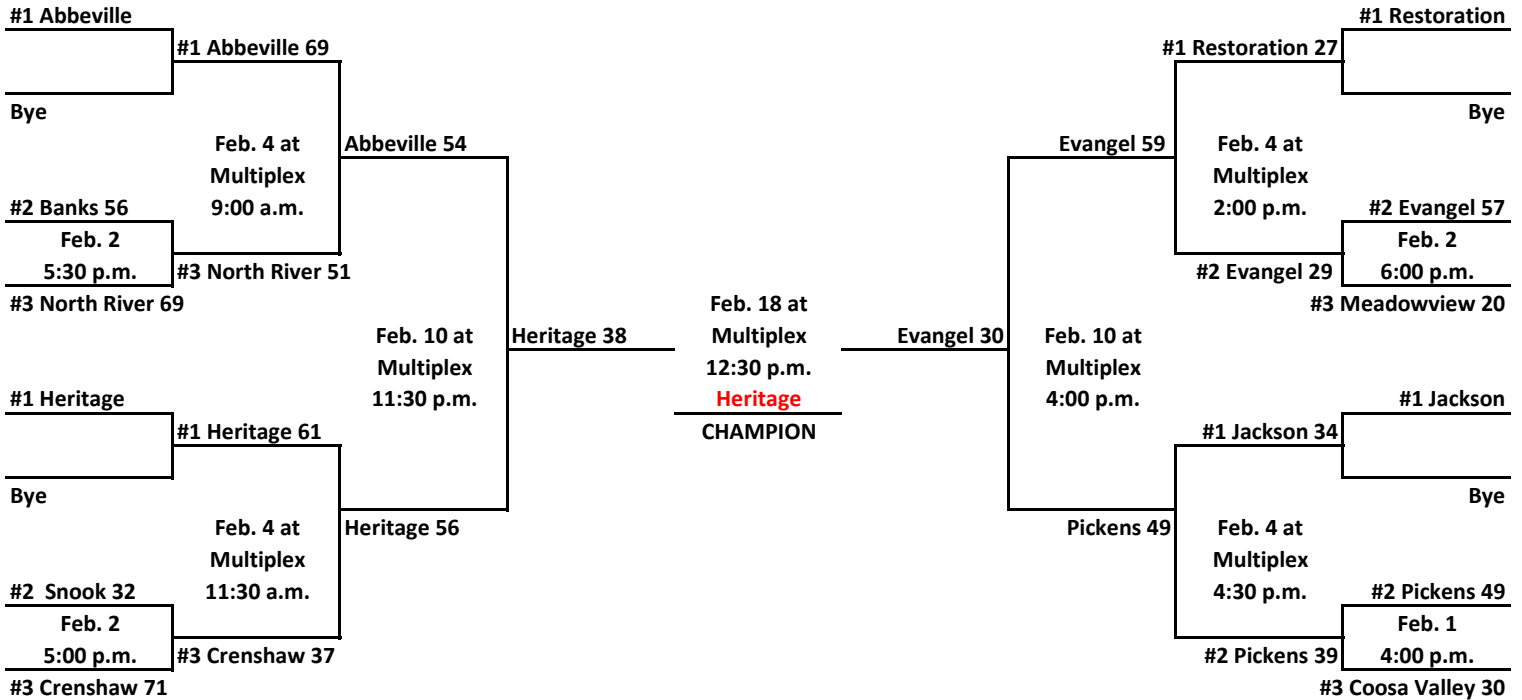 #1 Abbeville
#1 Abbeville 69
Bye
Feb. 4 at
Multiplex
9:00 a.m.
Abbeville 54
#2 Banks 56
Feb. 2
5:30 p.m.
#3 North River 51
#3 North River 69
Feb. 10 at
Multiplex
11:30 p.m.
Heritage 38
#1 Heritage
#1 Heritage 61
Bye
Feb. 4 at
Multiplex
11:30 a.m.
Heritage 56
#2  Snook 32
Feb. 2
5:00 p.m.
#3 Crenshaw 37
#3 Crenshaw 71
Feb. 18 at
Multiplex
12:30 p.m.
Heritage
CHAMPION
#1 Restoration
#1 Restoration 27
Bye
Evangel 59
Feb. 4 at
Multiplex
2:00 p.m.
#2 Evangel 57
Feb. 2
6:00 p.m.
#2 Evangel 29
#3 Meadowview 20
Evangel 30
Feb. 10 at
Multiplex
4:00 p.m.
#1 Jackson
#1 Jackson 34
Bye
Pickens 49
Feb. 4 at
Multiplex
4:30 p.m.
#2 Pickens 49
Feb. 1
4:00 p.m.
#2 Pickens 39
#3 Coosa Valley 30